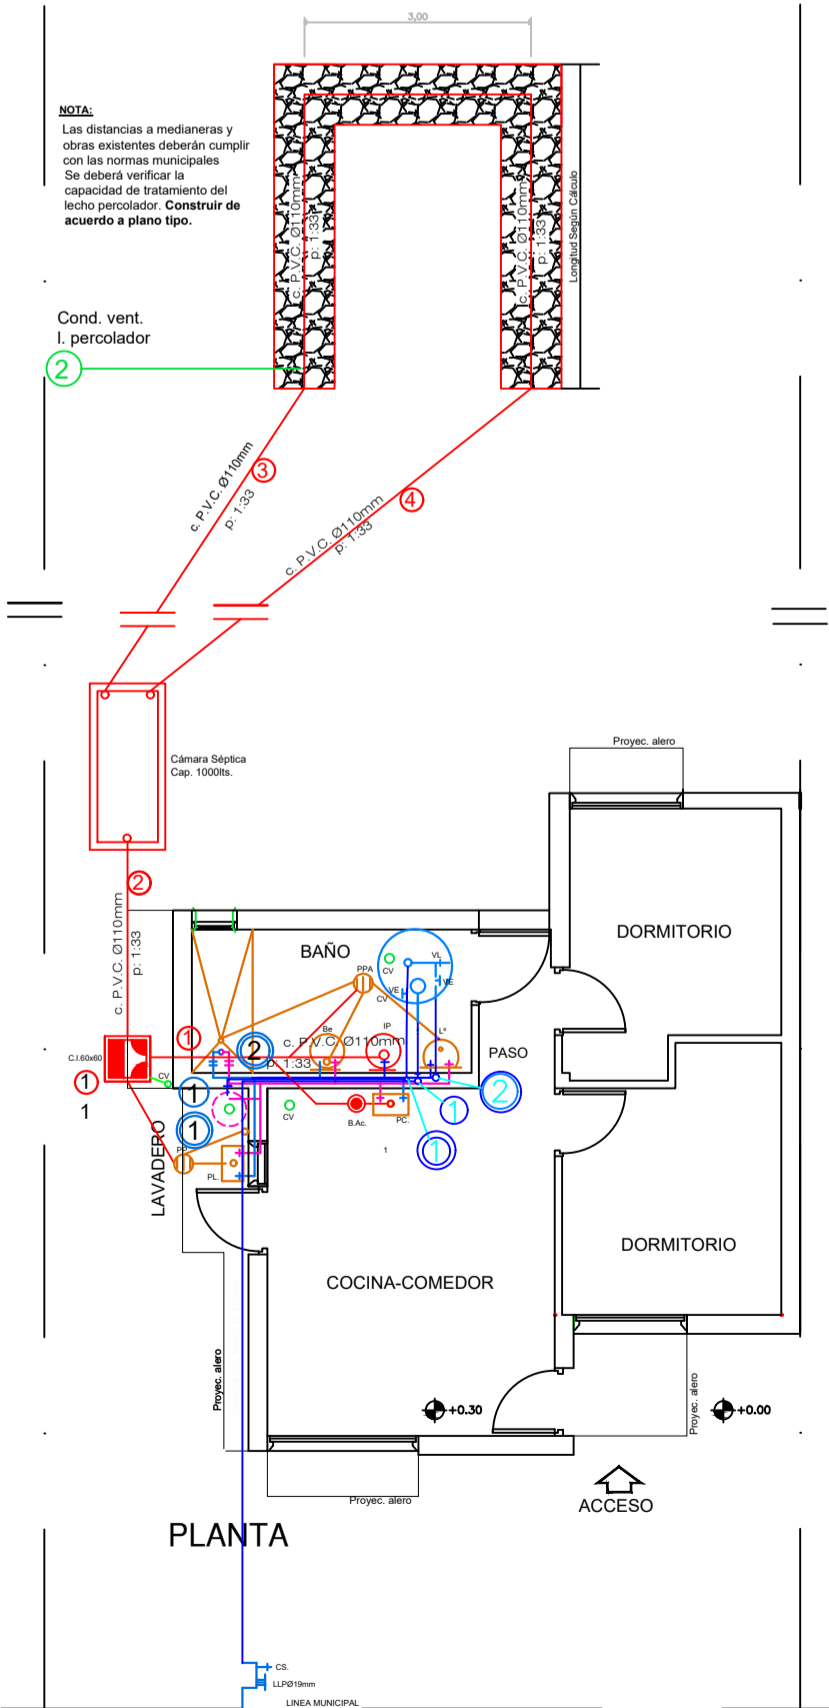 3,00
NOTA:
Las distancias a medianeras y
obras existentes deberán cumplir
con las normas municipales
Se deberá verificar la
capacidad de tratamiento del
lecho percolador. Construir de
acuerdo a plano tipo.
c. P.V.C. Ø110mm
p: 1:33
c. P.V.C. Ø110mm
p: 1:33
Longitud Según Cálculo
Cond. vent.
l. percolador
2
c. P.V.C. Ø110mm
p: 1:33
3
c. P.V.C. Ø110mm
p: 1:33
4
Cámara Séptica
Cap. 1000lts.
Proyec. alero
2
c. P.V.C. Ø110mm
p: 1:33
BAÑO
DORMITORIO
PPA
CV
VL
VE
VE
CV
1
2
c. P.V.C. Ø110mm
p: 1:33
Be
IP
Lº
PASO
C.I.60x60
1
1
CV
1
1
CV
B.Ac.
PC.
1
2
1
1
LAVADERO
PP
PL.
COCINA-COMEDOR
DORMITORIO
Proyec. alero
+0.30
Proyec. alero
+0.00
Proyec. alero
ACCESO
PLANTA
CS.
LLPØ19mm
LINEA MUNICIPAL